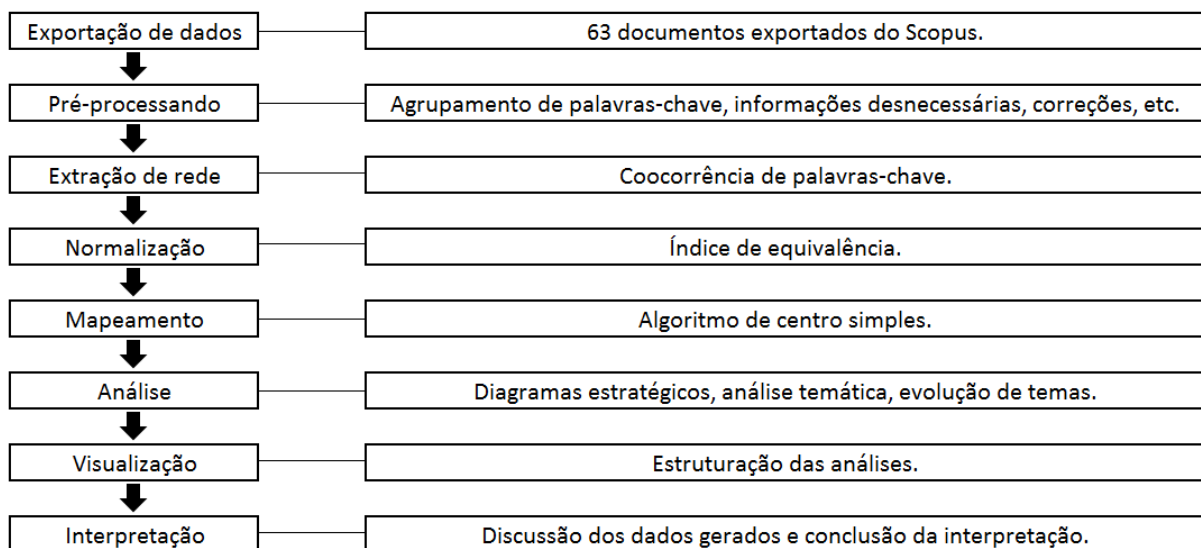 Exportação de dados
63 documentos exportados do Scopus.
Pré-processando
Agrupamento de palavras-chave, informações desnecessárias, correções, etc.
Extração de rede
Coocorrência de palavras-chave.
Normalização
Índice de equivalência.
Mapeamento
Algoritmo de centro simples.
Análise
Diagramas estratégicos, análise temática, evolução de temas.
Visualização
Estruturação das análises.
Interpretação
Discussão dos dados gerados e conclusão da interpretação.